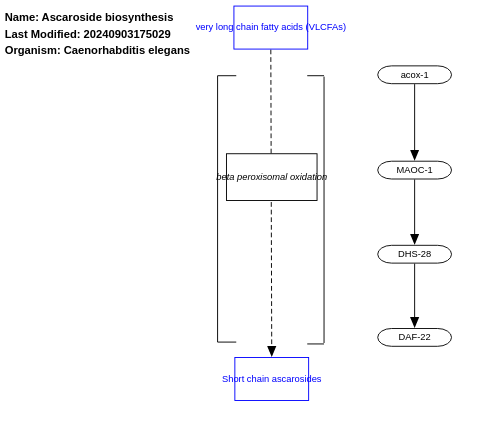 Name: Ascaroside biosynthesis
Last Modified: 20240903175029
Organism: Caenorhabditis elegans
very long chain fatty acids (VLCFAs)
acox-1
beta peroxisomal oxidation
MAOC-1
DHS-28
DAF-22
Short chain ascarosides